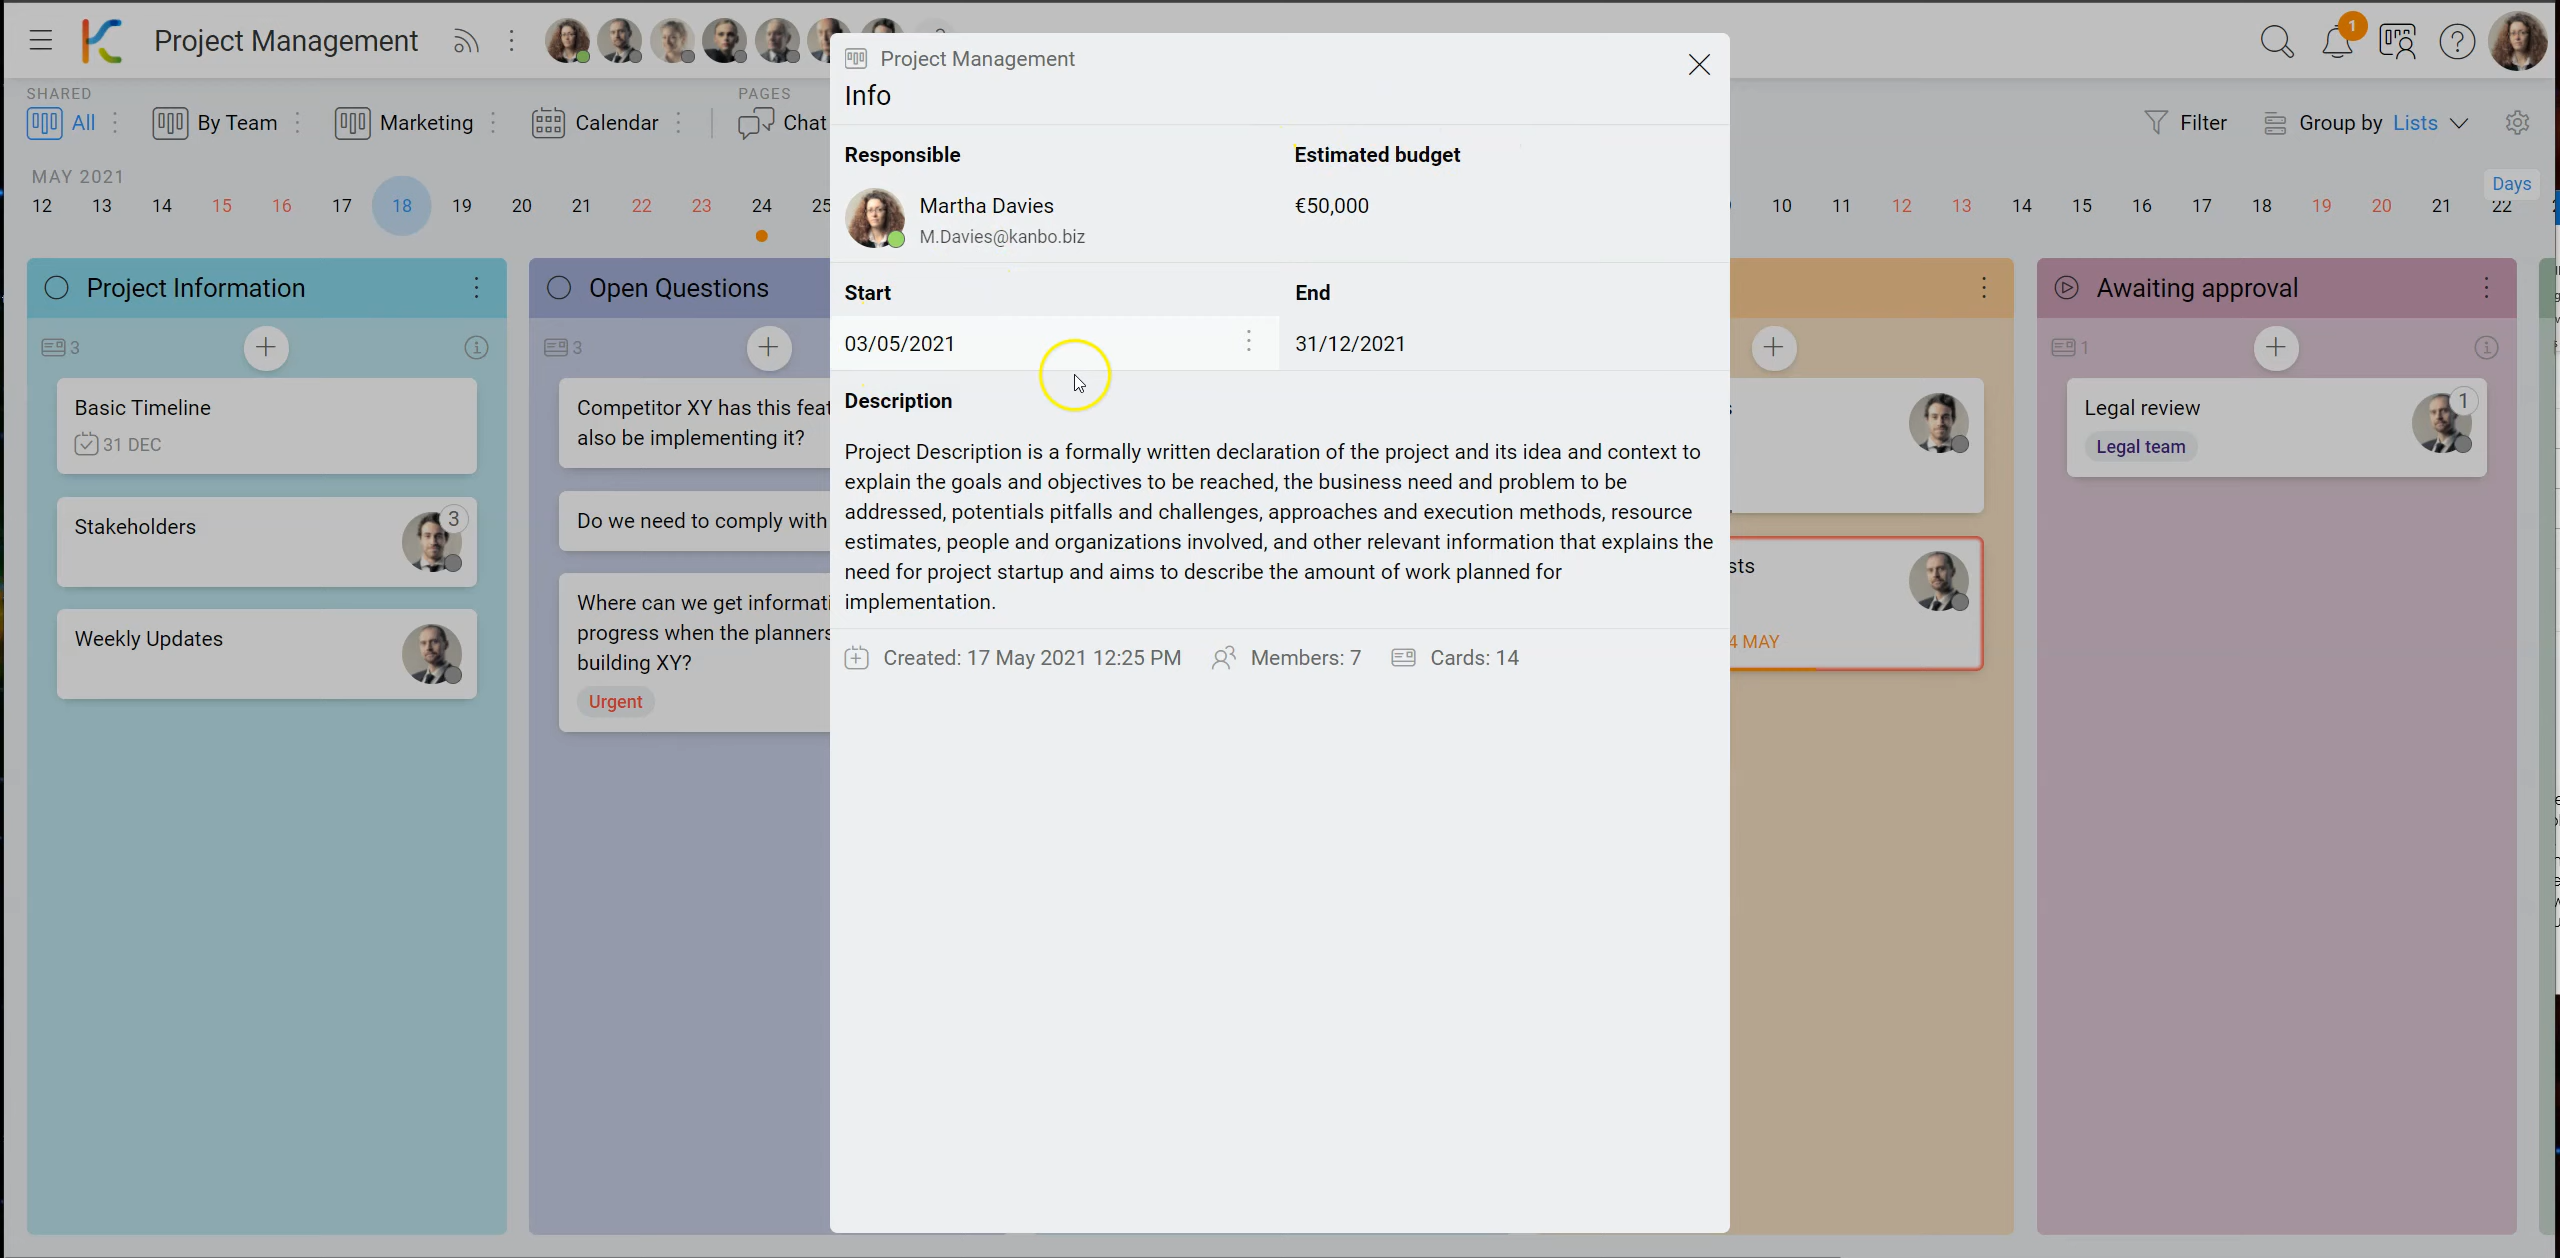 Project Management
SHARED
All
By Team
Marketing
Calendar
PAGES
Chat
Filter
Group by Lists
1
MAY 2021
Days
12 13 14 15 16 17 18 19 20 21 22 23 24 25
10 11 12 13 14 15 16 17 18 19 20 21 22
Project Information
3
Basic Timeline
31 DEC
Stakeholders
3
Weekly Updates
Open Questions
3
Competitor XY has this feat
also be implementing it?
Do we need to comply with
Where can we get informati
progress when the planners
building XY?
Urgent
Project Management
Info
Responsible
Martha Davies
M.Davies@kanbo.biz
Estimated budget
€50,000
Start
03/05/2021
End
31/12/2021
Description
Project Description is a formally written declaration of the project and its idea and context to
explain the goals and objectives to be reached, the business need and problem to be
addressed, potentials pitfalls and challenges, approaches and execution methods, resource
estimates, people and organizations involved, and other relevant information that explains the
need for project startup and aims to describe the amount of work planned for
implementation.
Created: 17 May 2021 12:25 PM
Members: 7
Cards: 14
sts
4 MAY
Awaiting approval
1
Legal review
1
Legal team